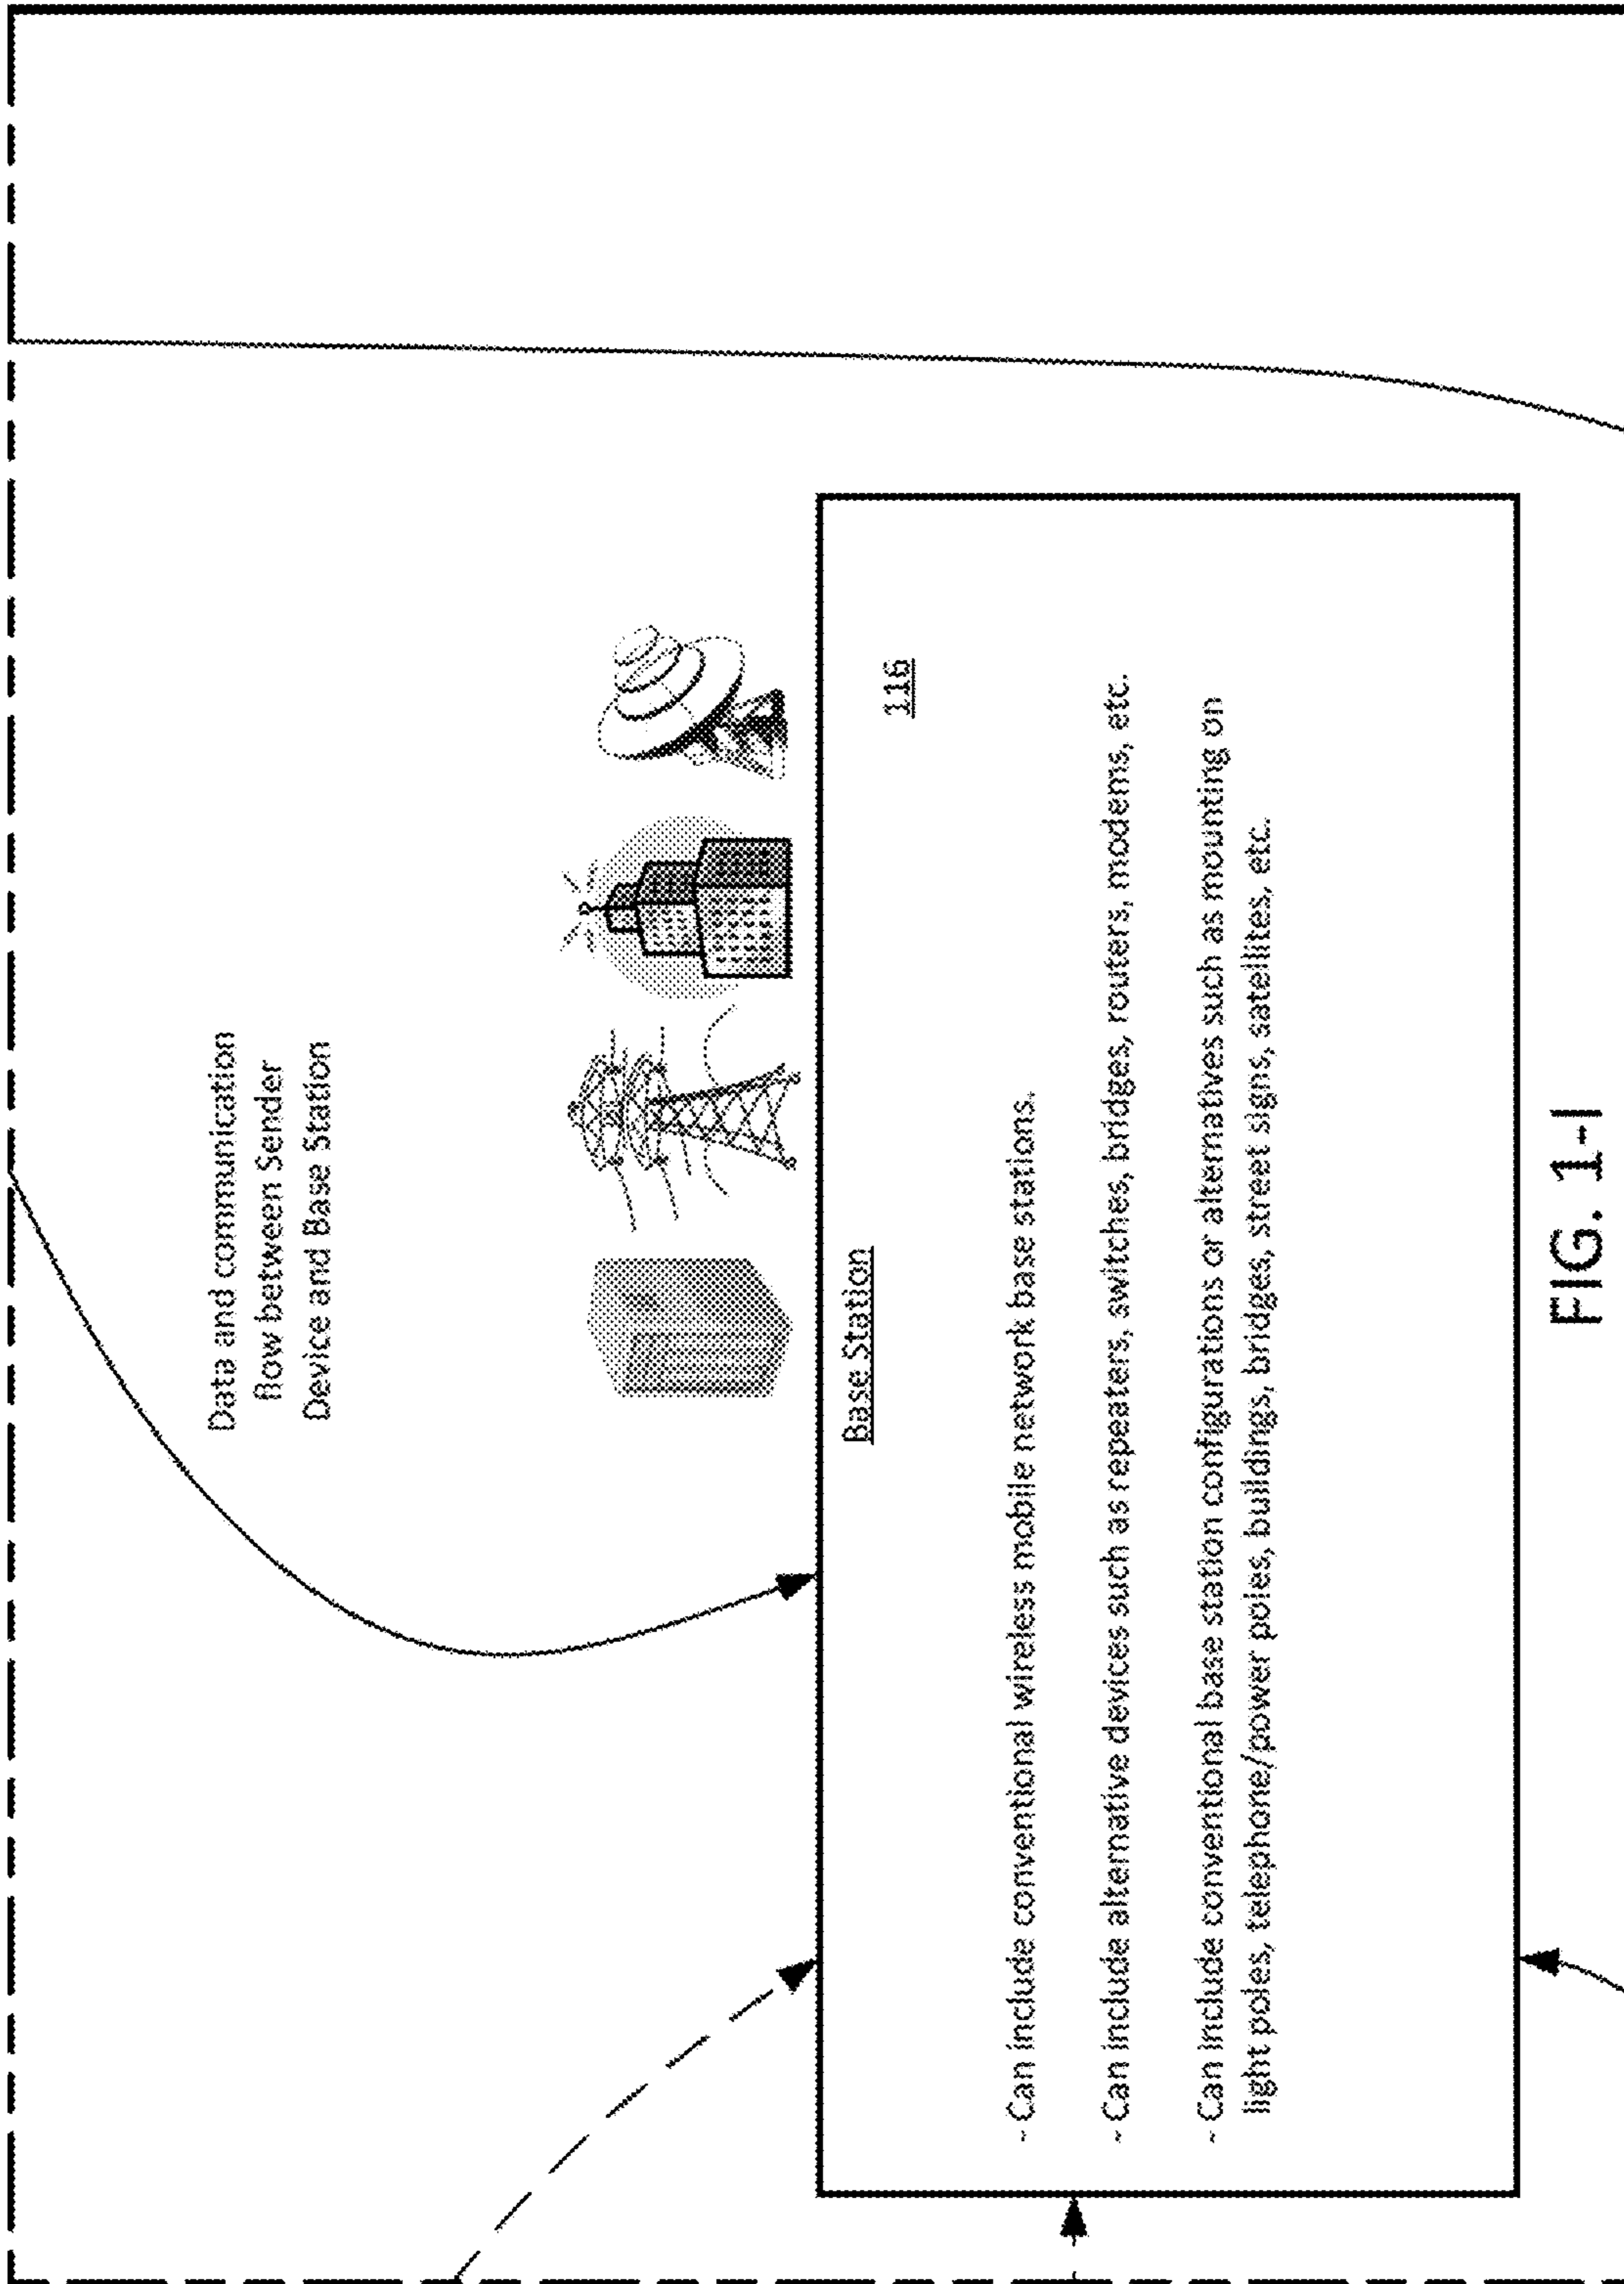 Data and communication
flow between Sender
Device and Base Station
Base Station
116
- Can include conventional wireless mobile network base stations.
- Can include alternative devices such as repeaters, switches, bridges, routers, modems, etc.
- Can include conventional base station configurations or alternatives such as mounting on
light poles, telephone/power poles, buildings, bridges, street signs, satellites, etc.
FIG. 1-I